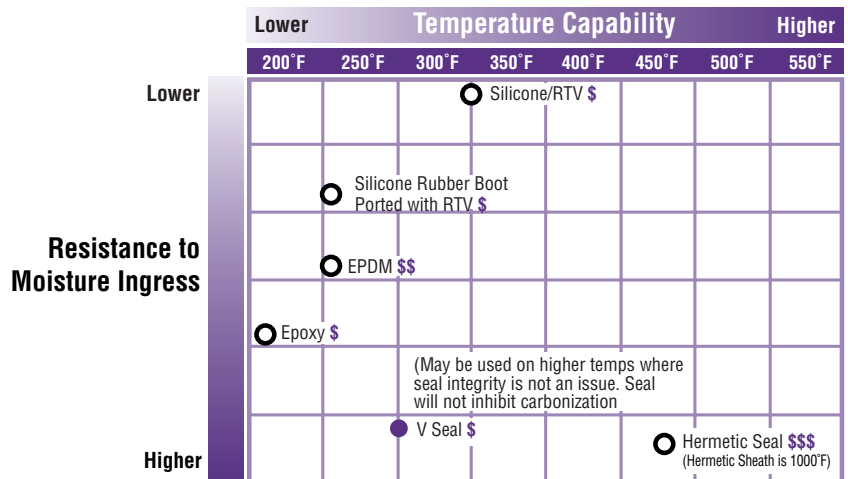 Lower Temperature Capability Higher
200˚F 250˚F 300˚F 350˚F 400˚F 450˚F 500˚F 550˚F
Lower
Silicone/RTV $
Silicone Rubber Boot
Ported with RTV $
Resistance to
Moisture Ingress
EPDM $$
Epoxy $
(May be used on higher temps where
seal integrity is not an issue. Seal
will not inhibit carbonization
V Seal $
Hermetic Seal $$$
(Hermetic Sheath is 1000˚F)
Higher